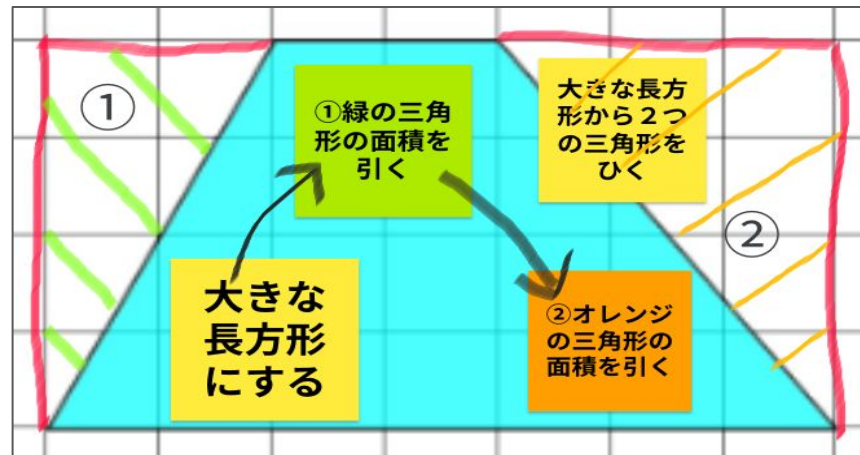 ①
①緑の三角
形の面積を
引く
大きな長方
形から２つ
の三角形を
ひく
②
大きな
長方形
にする
②オレンジ
の三角形の
面積を引く